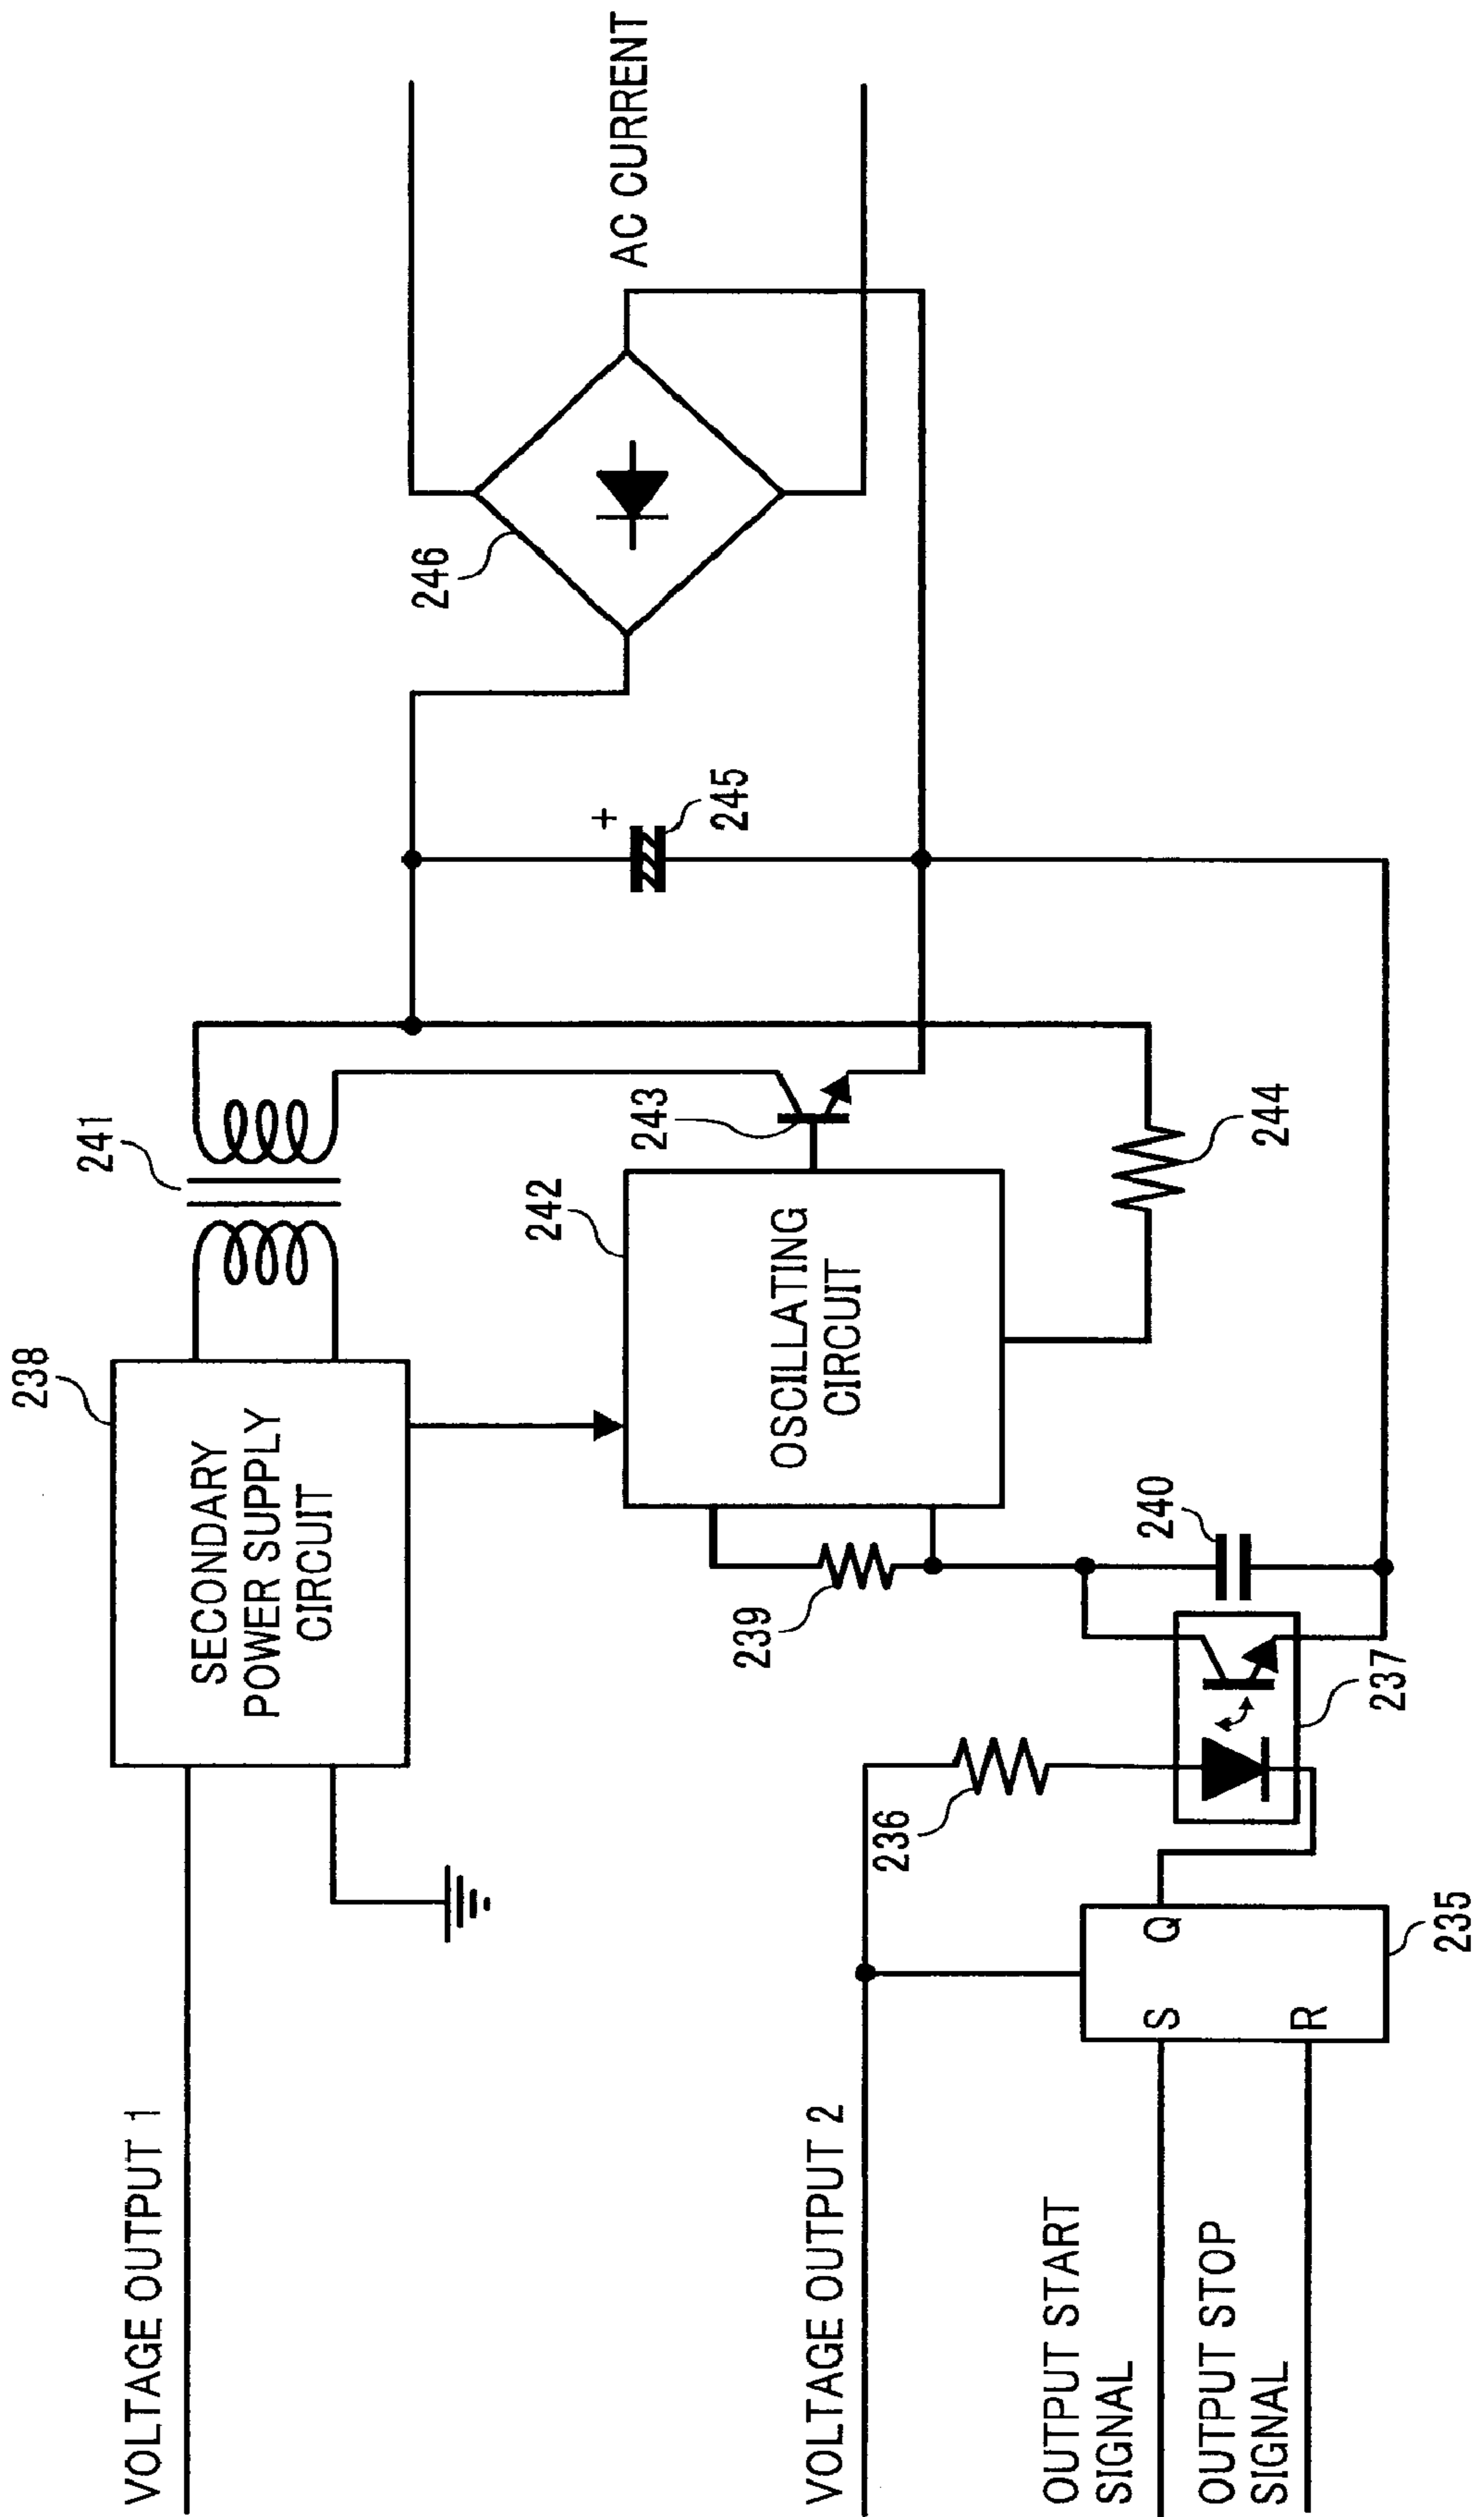 VOLTAGE OUTPUT 1
238
SECONDARY
POWER SUPPLY
CIRCUIT
241
246
AC CURRENT
242
243
245
+
OSCILLATING
CIRCUIT
VOLTAGE OUTPUT 2
236
239
240
244
237
OUTPUT START
SIGNAL
S
Q
OUTPUT STOP
SIGNAL
R
235